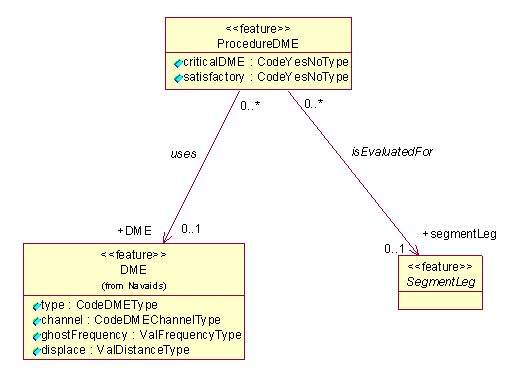 <<feature>>
ProcedureDME
criticalDME : CodeYesNoType
satisfactory : CodeYesNoType
0..*
0..*
uses
isEvaluatedFor
+DME
0..1
+segmentLeg
0..1
<<feature>>
DME
(from Navaids)
type : CodeDMEType
channel : CodeDMEChannelType
ghostFrequency : ValFrequencyType
displace : ValDistanceType
<<feature>>
SegmentLeg